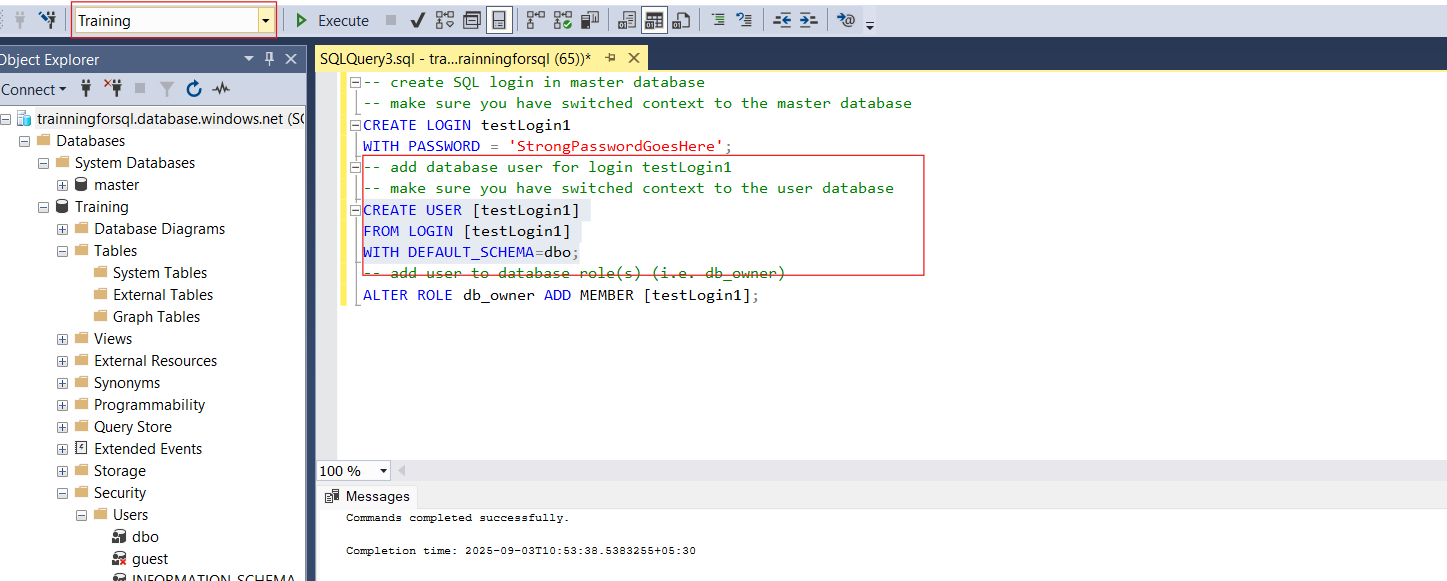 Training
Execute
Object Explorer
Connect
trainningforsql.database.windows.net (SQ
Databases
System Databases
master
Training
Database Diagrams
Tables
System Tables
External Tables
Graph Tables
Views
External Resources
Synonyms
Programmability
Query Store
Extended Events
Storage
Security
Users
dbo
guest
INFORMATION_SCHEMA
SQLQuery3.sql - tra...rainningforsql (65))*
-- create SQL login in master database
-- make sure you have switched context to the master database
CREATE LOGIN testLogin1
WITH PASSWORD = 'StrongPasswordGoesHere';
-- add database user for login testLogin1
-- make sure you have switched context to the user database
CREATE USER [testLogin1]
FROM LOGIN [testLogin1]
WITH DEFAULT_SCHEMA=dbo;
-- add user to database role(s) (i.e. db_owner)
ALTER ROLE db_owner ADD MEMBER [testLogin1];
100 %
Messages
Commands completed successfully.
Completion time: 2025-09-03T10:53:38.5383255+05:30